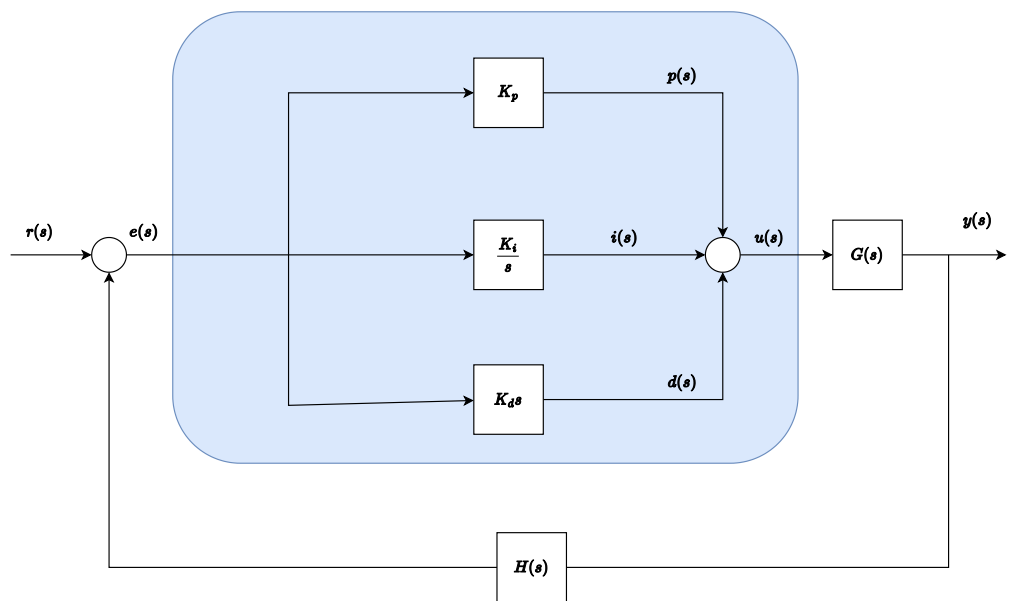 p(s)
K_p
r(s)
e(s)
K_i
s
i(s)
u(s)
G(s)
y(s)
d(s)
K_d s
H(s)